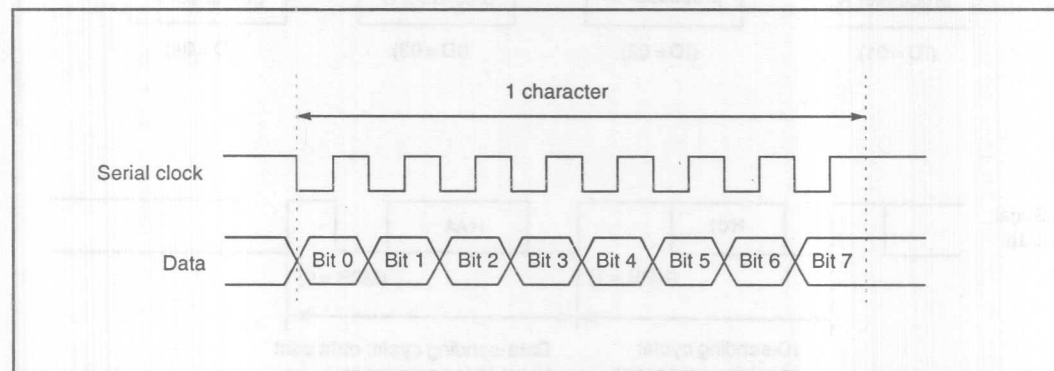 1 character
Serial clock
Data
Bit 0 Bit 1 Bit 2 Bit 3 Bit 4 Bit 5 Bit 6 Bit 7